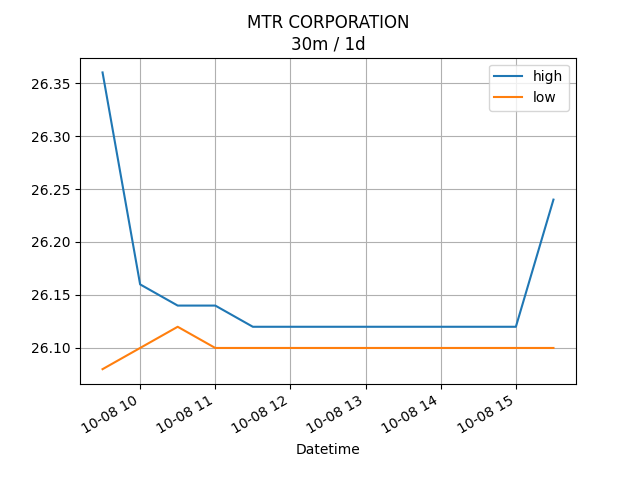 MTR CORPORATION
30m / 1d
high
low
26.35
26.30
26.25
26.20
26.15
26.10
10-08 10
10-08 11
10-08 12
10-08 13
10-08 14
10-08 15
Datetime